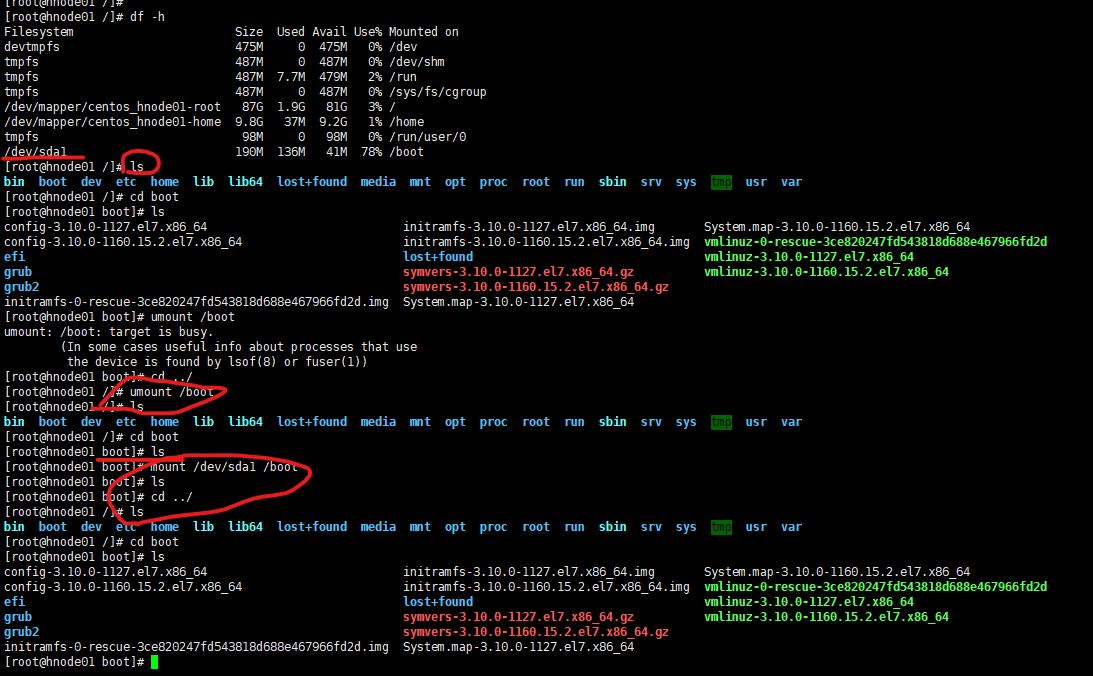 [root@hnode01 /]#
[root@hnode01 /]# df -h
Filesystem Size Used Avail Use% Mounted on
devtmpfs 475M 0 475M 0% /dev
tmpfs 487M 0 487M 0% /dev/shm
tmpfs 487M 7.7M 479M 2% /run
tmpfs 487M 0 487M 0% /sys/fs/cgroup
/dev/mapper/centos_hnode01-root 87G 1.9G 81G 3% /
/dev/mapper/centos_hnode01-home 9.8G 37M 9.2G 1% /home
tmpfs 98M 0 98M 0% /run/user/0
/dev/sda1 190M 136M 41M 78% /boot
[root@hnode01 /]# ls
bin boot dev etc home lib lib64 lost+found media mnt opt proc root run sbin srv sys tmp usr var
[root@hnode01 /]# cd boot
[root@hnode01 boot]# ls
config-3.10.0-1127.el7.x86_64 initramfs-3.10.0-1127.el7.x86_64.img System.map-3.10.0-1160.15.2.el7.x86_64
config-3.10.0-1160.15.2.el7.x86_64 initramfs-3.10.0-1160.15.2.el7.x86_64.img vmlinuz-0-rescue-3ce820247fd543818d688e467966fd2d
efi lost+found vmlinuz-3.10.0-1127.el7.x86_64
grub symvers-3.10.0-1127.el7.x86_64.gz vmlinuz-3.10.0-1160.15.2.el7.x86_64
grub2 symvers-3.10.0-1160.15.2.el7.x86_64.gz
initramfs-0-rescue-3ce820247fd543818d688e467966fd2d.img System.map-3.10.0-1127.el7.x86_64
[root@hnode01 boot]# umount /boot
umount: /boot: target is busy.
(In some cases useful info about processes that use
the device is found by lsof(8) or fuser(1))
[root@hnode01 boot]# cd ../
[root@hnode01 /]# umount /boot
[root@hnode01 /]# ls
bin boot dev etc home lib lib64 lost+found media mnt opt proc root run sbin srv sys tmp usr var
[root@hnode01 /]# cd boot
[root@hnode01 boot]# ls
[root@hnode01 boot]# mount /dev/sda1 /boot
[root@hnode01 boot]# ls
[root@hnode01 boot]# cd ../
[root@hnode01 /]# ls
bin boot dev etc home lib lib64 lost+found media mnt opt proc root run sbin srv sys tmp usr var
[root@hnode01 /]# cd boot
[root@hnode01 boot]# ls
config-3.10.0-1127.el7.x86_64 initramfs-3.10.0-1127.el7.x86_64.img System.map-3.10.0-1160.15.2.el7.x86_64
config-3.10.0-1160.15.2.el7.x86_64 initramfs-3.10.0-1160.15.2.el7.x86_64.img vmlinuz-0-rescue-3ce820247fd543818d688e467966fd2d
efi lost+found vmlinuz-3.10.0-1127.el7.x86_64
grub symvers-3.10.0-1127.el7.x86_64.gz vmlinuz-3.10.0-1160.15.2.el7.x86_64
grub2 symvers-3.10.0-1160.15.2.el7.x86_64.gz
initramfs-0-rescue-3ce820247fd543818d688e467966fd2d.img System.map-3.10.0-1127.el7.x86_64
[root@hnode01 boot]#